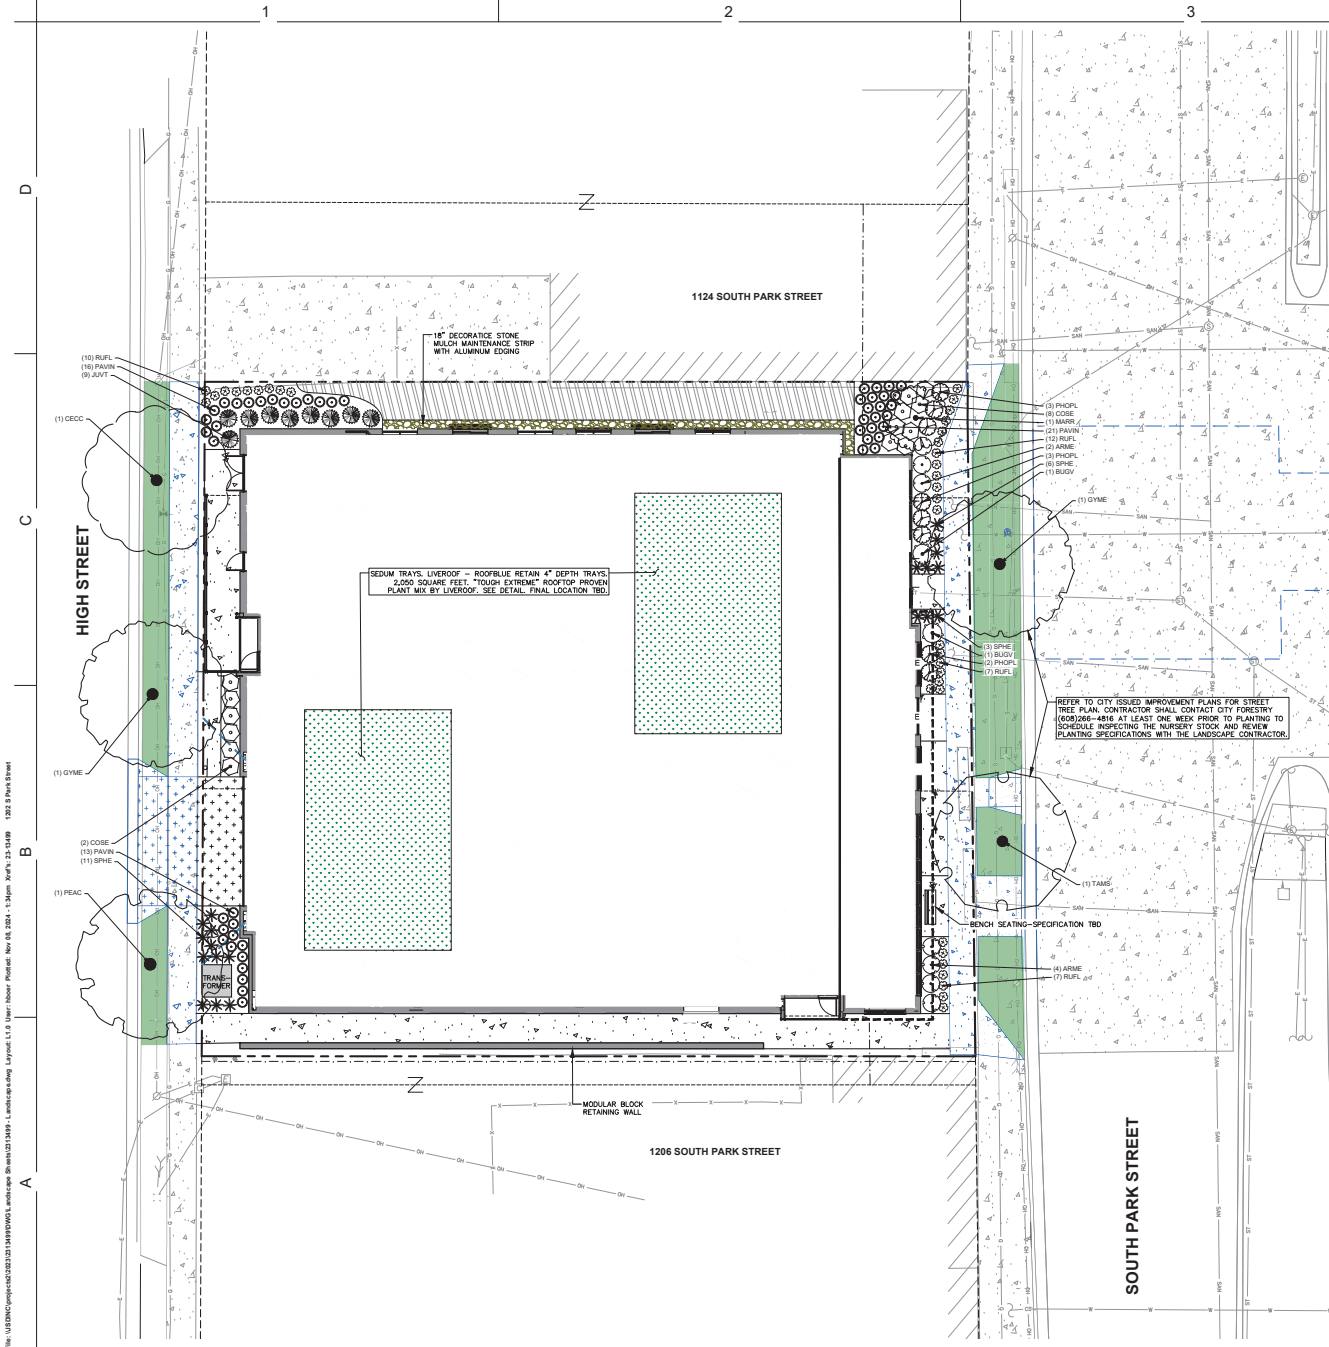 1
2
3
D
C
B
A
1124 SOUTH PARK STREET
18" DECORATICE STONE
MULCH MAINTENANCE STRIP
WITH ALUMINUM EDGING
(10) RUFL
(16) PAVIN
(9) JUVT
(1) CECC
HIGH STREET
(1) GYME
(2) COSE
(13) PAVIN
(11) SPHE
(1) PEAC
TRANS-
FORMER
SEDUM TRAYS. LIVEROOF – ROOFBLUE RETAIN 4" DEPTH TRAYS.
2,050 SQUARE FEET. "TOUGH EXTREME" ROOFTOP PROVEN
PLANT MIX BY LIVEROOF. SEE DETAIL. FINAL LOCATION TBD.
(3) PHOPL
(8) COSE
(1) MARR
(21) PAVIN
(12) RUFL
(2) ARME
(3) PHOPL
(6) SPHE
(1) BUGV
(1) GYME
(3) SPHE
(1) BUGV
(2) PHOPL
(7) RUFL
REFER TO CITY ISSUED IMPROVEMENT PLANS FOR STREET
TREE PLAN. CONTRACTOR SHALL CONTACT CITY FORESTRY
(608)266-4816 AT LEAST ONE WEEK PRIOR TO PLANTING TO
SCHEDULE INSPECTING THE NURSERY STOCK AND REVIEW
PLANTING SPECIFICATIONS WITH THE LANDSCAPE CONTRACTOR.
(1) TAMS
BENCH SEATING-SPECIFICATION TBD
(4) ARME
(7) RUFL
MODULAR BLOCK
RETAINING WALL
1206 SOUTH PARK STREET
SOUTH PARK STREET